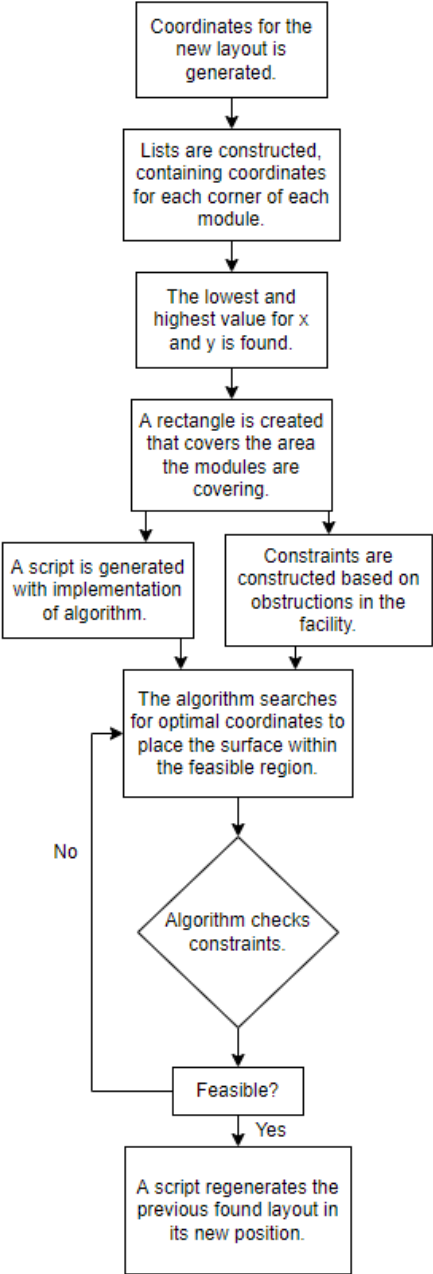 Coordinates for the
new layout is
generated.
Lists are constructed,
containing coordinates
for each corner of each
module.
The lowest and
highest value for x
and y is found.
A rectangle is created
that covers the area
the modules are
covering.
A script is generated
with implementation
of algorithm.
Constraints are
constructed based on
obstructions in the
facility.
The algorithm searches
for optimal coordinates to
place the surface within
the feasible region.
No
Algorithm checks
constraints.
Feasible?
Yes
A script regenerates the
previous found layout in
its new position.